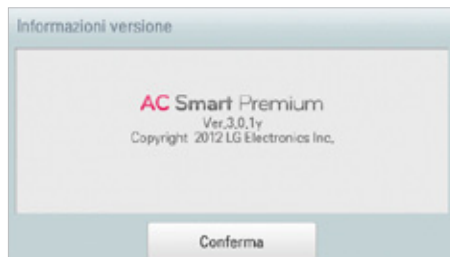 Informazioni versione
AC Smart Premium
Ver.3.0.1y
Copyright 2012 LG Electronics Inc.
Conferma